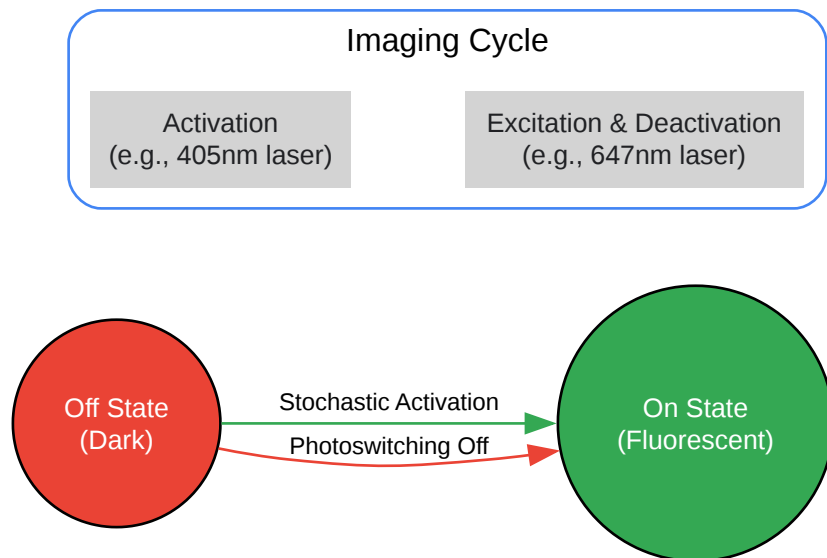 Imaging Cycle
Activation
(e.g., 405nm laser)
Excitation & Deactivation
(e.g., 647nm laser)
Off State
(Dark)
Stochastic Activation
Photoswitching Off
On State
(Fluorescent)